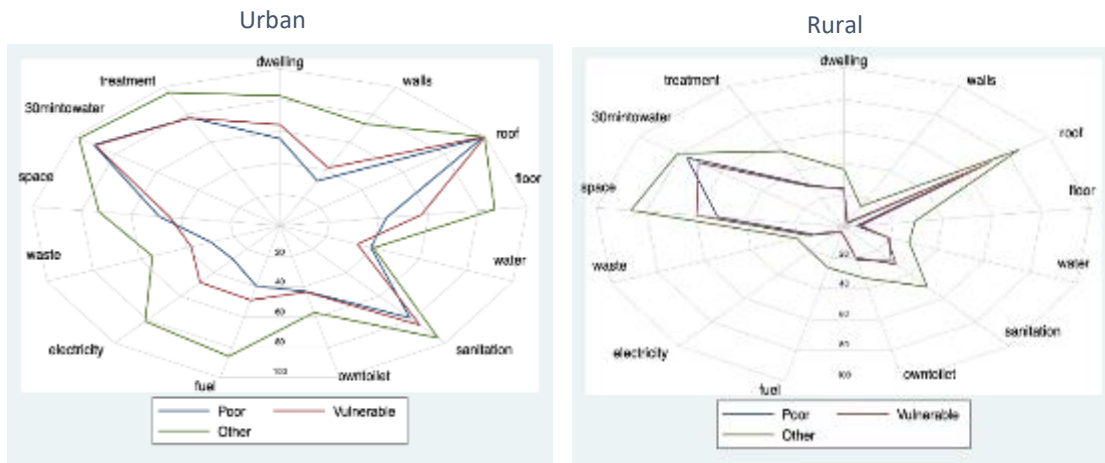 Urban
dwelling
treatment
walls
30mintowater
roof
space
floor
waste
water
20
40
60
80
100
electricity
sanitation
fuel
owntoilet
Poor
Vulnerable
Other
Rural
dwelling
treatment
walls
30mintowater
roof
space
floor
waste
water
20
40
60
80
100
electricity
sanitation
fuel
owntoilet
Poor
Vulnerable
Other